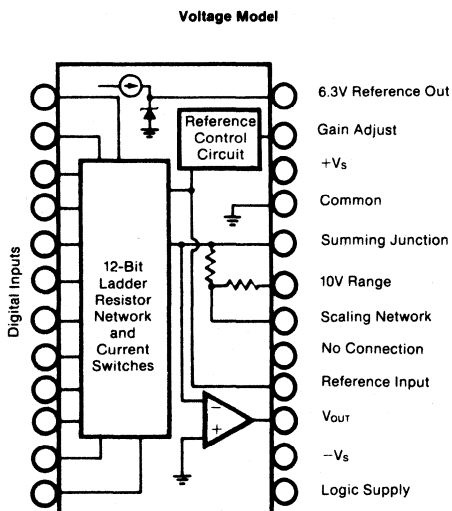 Voltage Model
6.3V Reference Out
Reference
Control
Circuit
Gain Adjust
+Vs
Common
Summing Junction
Digital Inputs
12-Bit
Ladder
Resistor
Network
and
Current
Switches
10V Range
Scaling Network
No Connection
Reference Input
−
+
VOUT
−Vs
Logic Supply